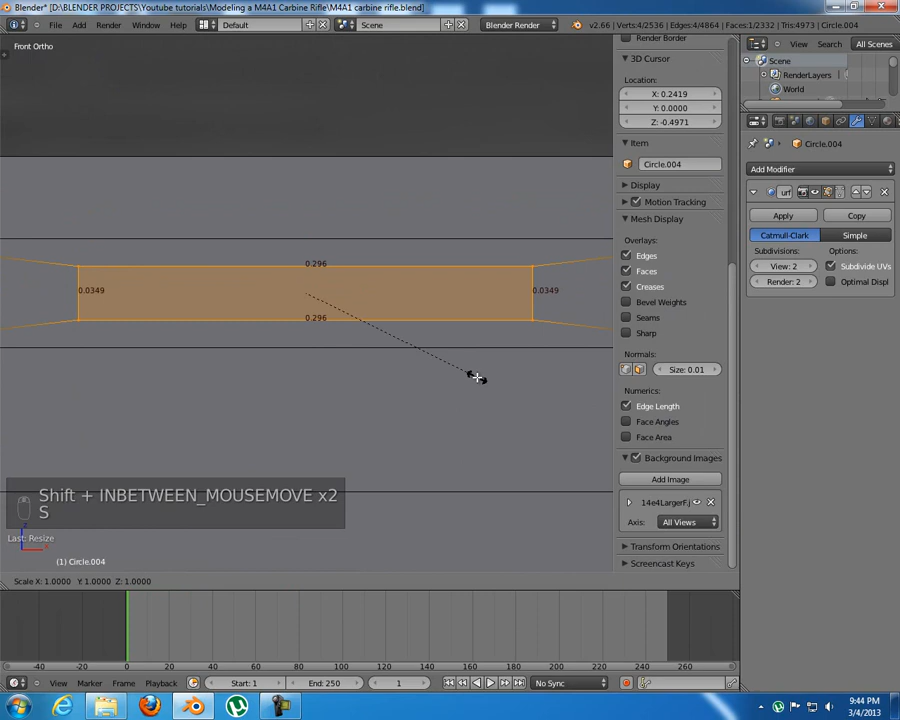 Blender* [D:\BLENDER PROJECTS\Youtube tutorials\Modeling a M4A1 Carbine Rifle\M4A1 carbine rifle.blend]
File Add Render Window Help Default Scene Blender Render v2.66 | Verts:4/2536 | Edges:4/4864 | Faces:1/2332 | Tris:4973 | Circle.004
Front Ortho
0.296
0.0349
0.0349
0.296
Shift + INBETWEEN_MOUSEMOVE x2
S
Last: Resize
(1) Circle.004
Scale X: 1.0000 Y: 1.0000 Z: 1.0000
Render Border
3D Cursor
Location:
X: 0.2419
Y: 0.0000
Z: -0.4971
Item
Circle.004
Display
Motion Tracking
Mesh Display
Overlays:
Edges
Faces
Creases
Bevel Weights
Seams
Sharp
Normals:
Size: 0.01
Numerics:
Edge Length
Face Angles
Face Area
Background Images
Add Image
14e4LargerF.j
Axis: All Views
Transform Orientations
Screencast Keys
View Search All Scenes
Scene
RenderLayers
World
Circle.004
Add Modifier
urf
Apply Copy
Catmull-Clark Simple
Subdivisions: Options:
View: 2 Subdivide UVs
Render: 2 Optimal Displ
-40 -20 0 20 40 60 80 100 120 140 160 180 200 220 240 260
View Marker Frame Playback Start: 1 End: 250 1 No Sync
9:44 PM
3/4/2013